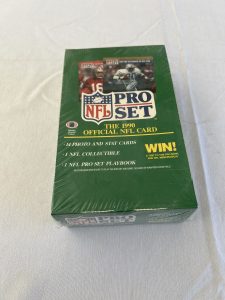 NFL
PRO
SET
THE 1990
OFFICIAL NFL CARD
14 PHOTO AND STAT CARDS
1 NFL COLLECTIBLE
1 NFL PRO SET PLAYBOOK
WIN!